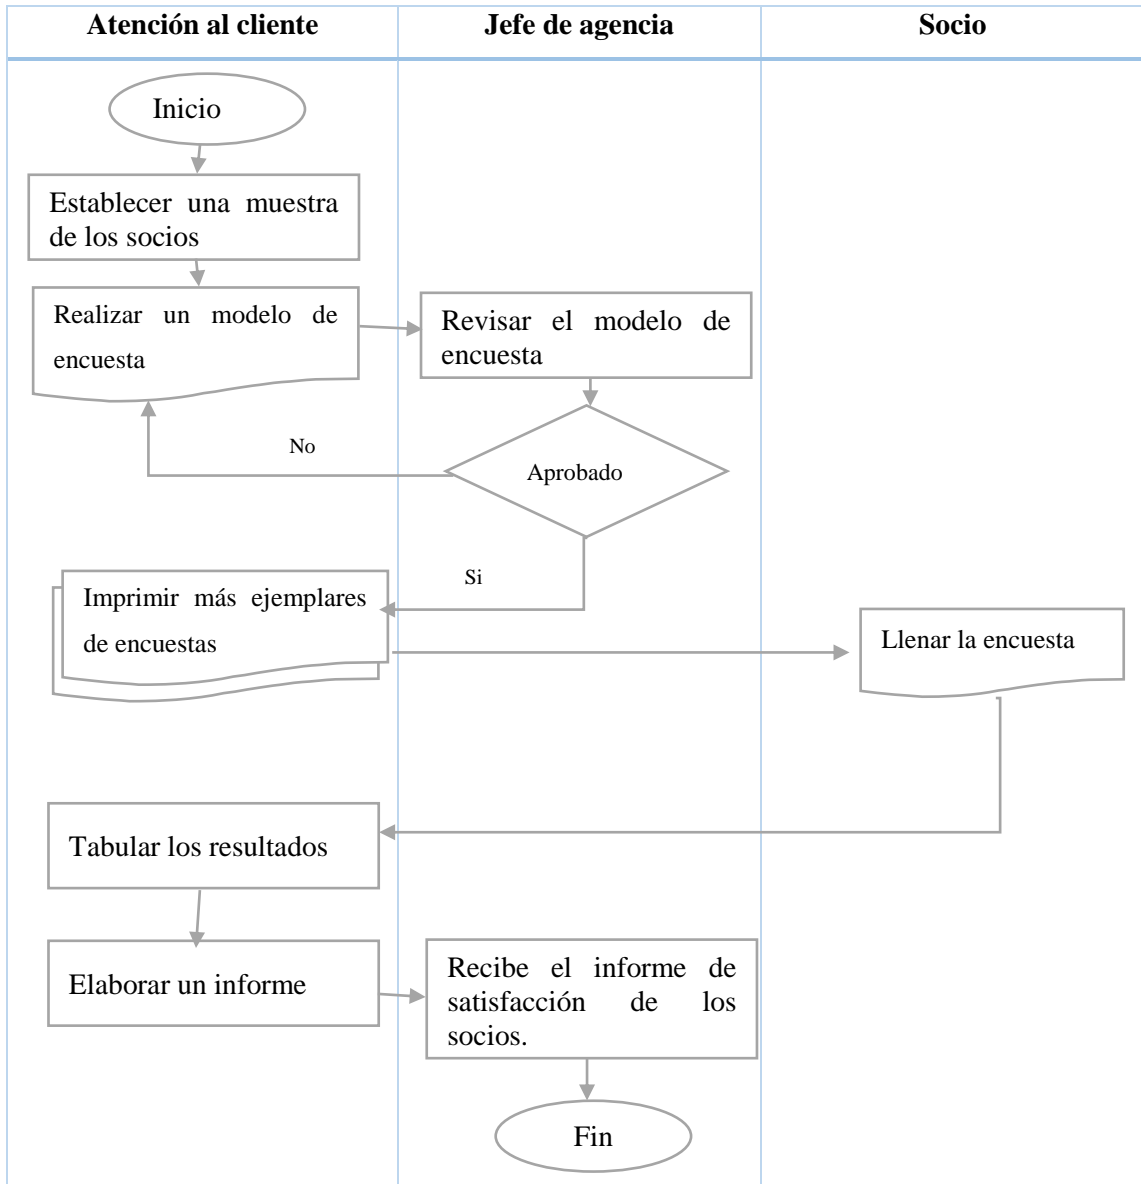 Atención al cliente
Jefe de agencia
Socio
Inicio
Establecer una muestra
de los socios
Realizar un modelo de
encuesta
Revisar el modelo de
encuesta
No
Aprobado
Si
Imprimir más ejemplares
de encuestas
Llenar la encuesta
Tabular los resultados
Elaborar un informe
Recibe el informe de
satisfacción de los
socios.
Fin